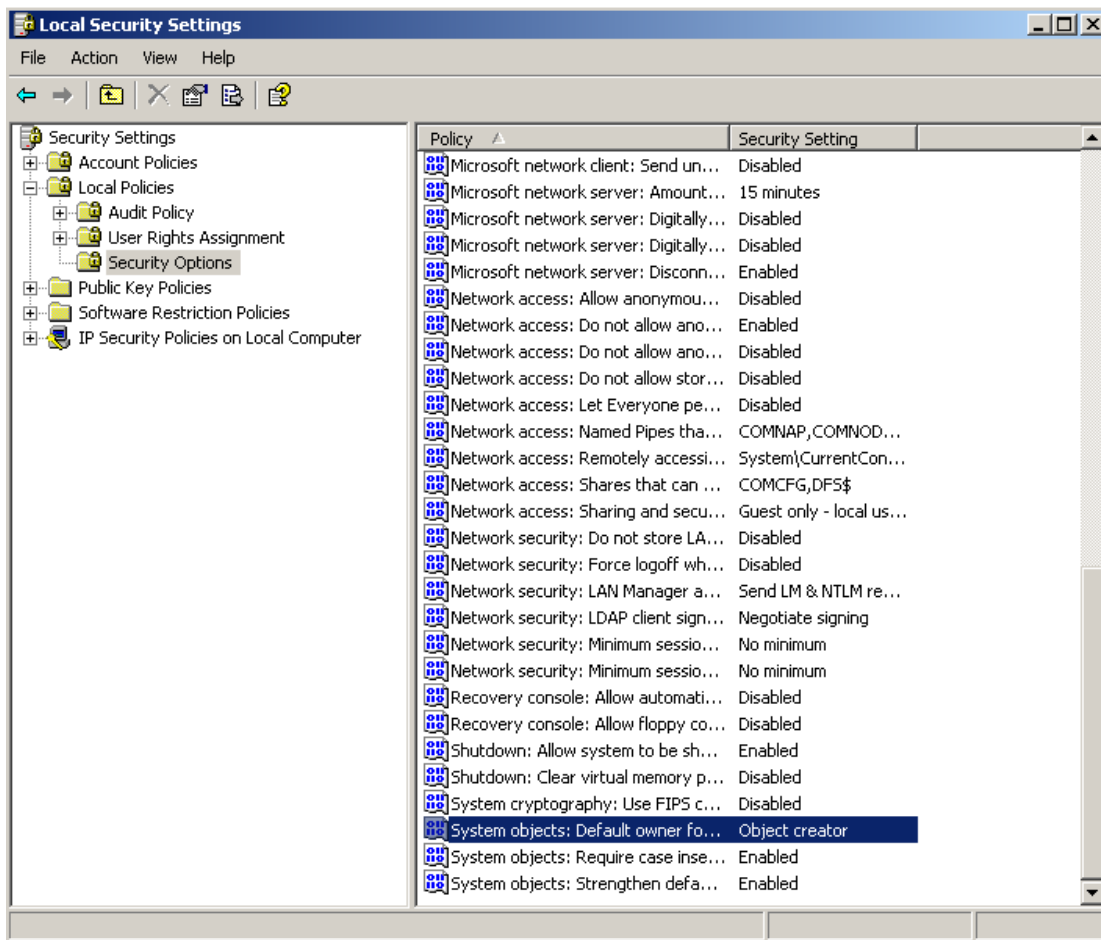 Local Security Settings
File Action View Help
Security Settings
Account Policies
Local Policies
Audit Policy
User Rights Assignment
Security Options
Public Key Policies
Software Restriction Policies
IP Security Policies on Local Computer
Policy Security Setting
Microsoft network client: Send un... Disabled
Microsoft network server: Amount... 15 minutes
Microsoft network server: Digitally... Disabled
Microsoft network server: Digitally... Disabled
Microsoft network server: Disconn... Enabled
Network access: Allow anonymou... Disabled
Network access: Do not allow ano... Enabled
Network access: Do not allow ano... Disabled
Network access: Do not allow stor... Disabled
Network access: Let Everyone pe... Disabled
Network access: Named Pipes tha... COMNAP,COMNOD...
Network access: Remotely accessi... System\CurrentCon...
Network access: Shares that can ... COMCFG,DFS$
Network access: Sharing and secu... Guest only - local us...
Network security: Do not store LA... Disabled
Network security: Force logoff wh... Disabled
Network security: LAN Manager a... Send LM & NTLM re...
Network security: LDAP client sign... Negotiate signing
Network security: Minimum sessio... No minimum
Network security: Minimum sessio... No minimum
Recovery console: Allow automati... Disabled
Recovery console: Allow floppy co... Disabled
Shutdown: Allow system to be sh... Enabled
Shutdown: Clear virtual memory p... Disabled
System cryptography: Use FIPS c... Disabled
System objects: Default owner fo... Object creator
System objects: Require case inse... Enabled
System objects: Strengthen defa... Enabled